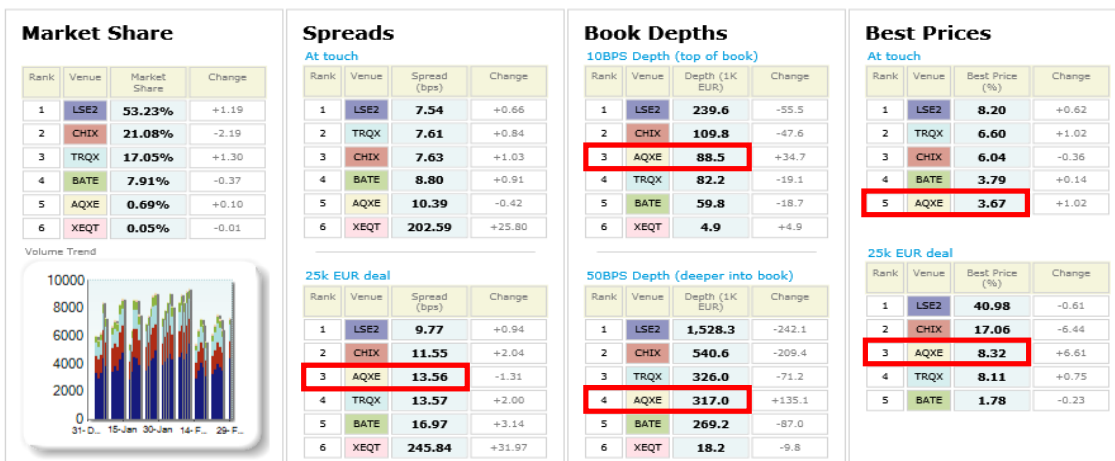 Market Share
Rank Venue Market Share Change
1 LSE2 53.23% +1.19
2 CHIX 21.08% -2.19
3 TRQX 17.05% +1.30
4 BATE 7.91% -0.37
5 AQXE 0.69% +0.10
6 XEQT 0.05% -0.01
Volume Trend
10000
8000
6000
4000
2000
0
31- D... 15-Jan 30-Jan 14- F... 29- F...
Spreads
At touch
Rank Venue Spread (bps) Change
1 LSE2 7.54 +0.66
2 TRQX 7.61 +0.84
3 CHIX 7.63 +1.03
4 BATE 8.80 +0.91
5 AQXE 10.39 -0.42
6 XEQT 202.59 +25.80
25k EUR deal
Rank Venue Spread (bps) Change
1 LSE2 9.77 +0.94
2 CHIX 11.55 +2.04
3 AQXE 13.56 -1.31
4 TRQX 13.57 +2.00
5 BATE 16.97 +3.14
6 XEQT 245.84 +31.97
Book Depths
10BPS Depth (top of book)
Rank Venue Depth (1K EUR) Change
1 LSE2 239.6 -55.5
2 CHIX 109.8 -47.6
3 AQXE 88.5 +34.7
4 TRQX 82.2 -19.1
5 BATE 59.8 -18.7
6 XEQT 4.9 +4.9
50BPS Depth (deeper into book)
Rank Venue Depth (1K EUR) Change
1 LSE2 1,528.3 -242.1
2 CHIX 540.6 -209.4
3 TRQX 326.0 -71.2
4 AQXE 317.0 +135.1
5 BATE 269.2 -87.0
6 XEQT 18.2 -9.8
Best Prices
At touch
Rank Venue Best Price (%) Change
1 LSE2 8.20 +0.62
2 TRQX 6.60 +1.02
3 CHIX 6.04 -0.36
4 BATE 3.79 +0.14
5 AQXE 3.67 +1.02
25k EUR deal
Rank Venue Best Price (%) Change
1 LSE2 40.98 -0.61
2 CHIX 17.06 -6.44
3 AQXE 8.32 +6.61
4 TRQX 8.11 +0.75
5 BATE 1.78 -0.23